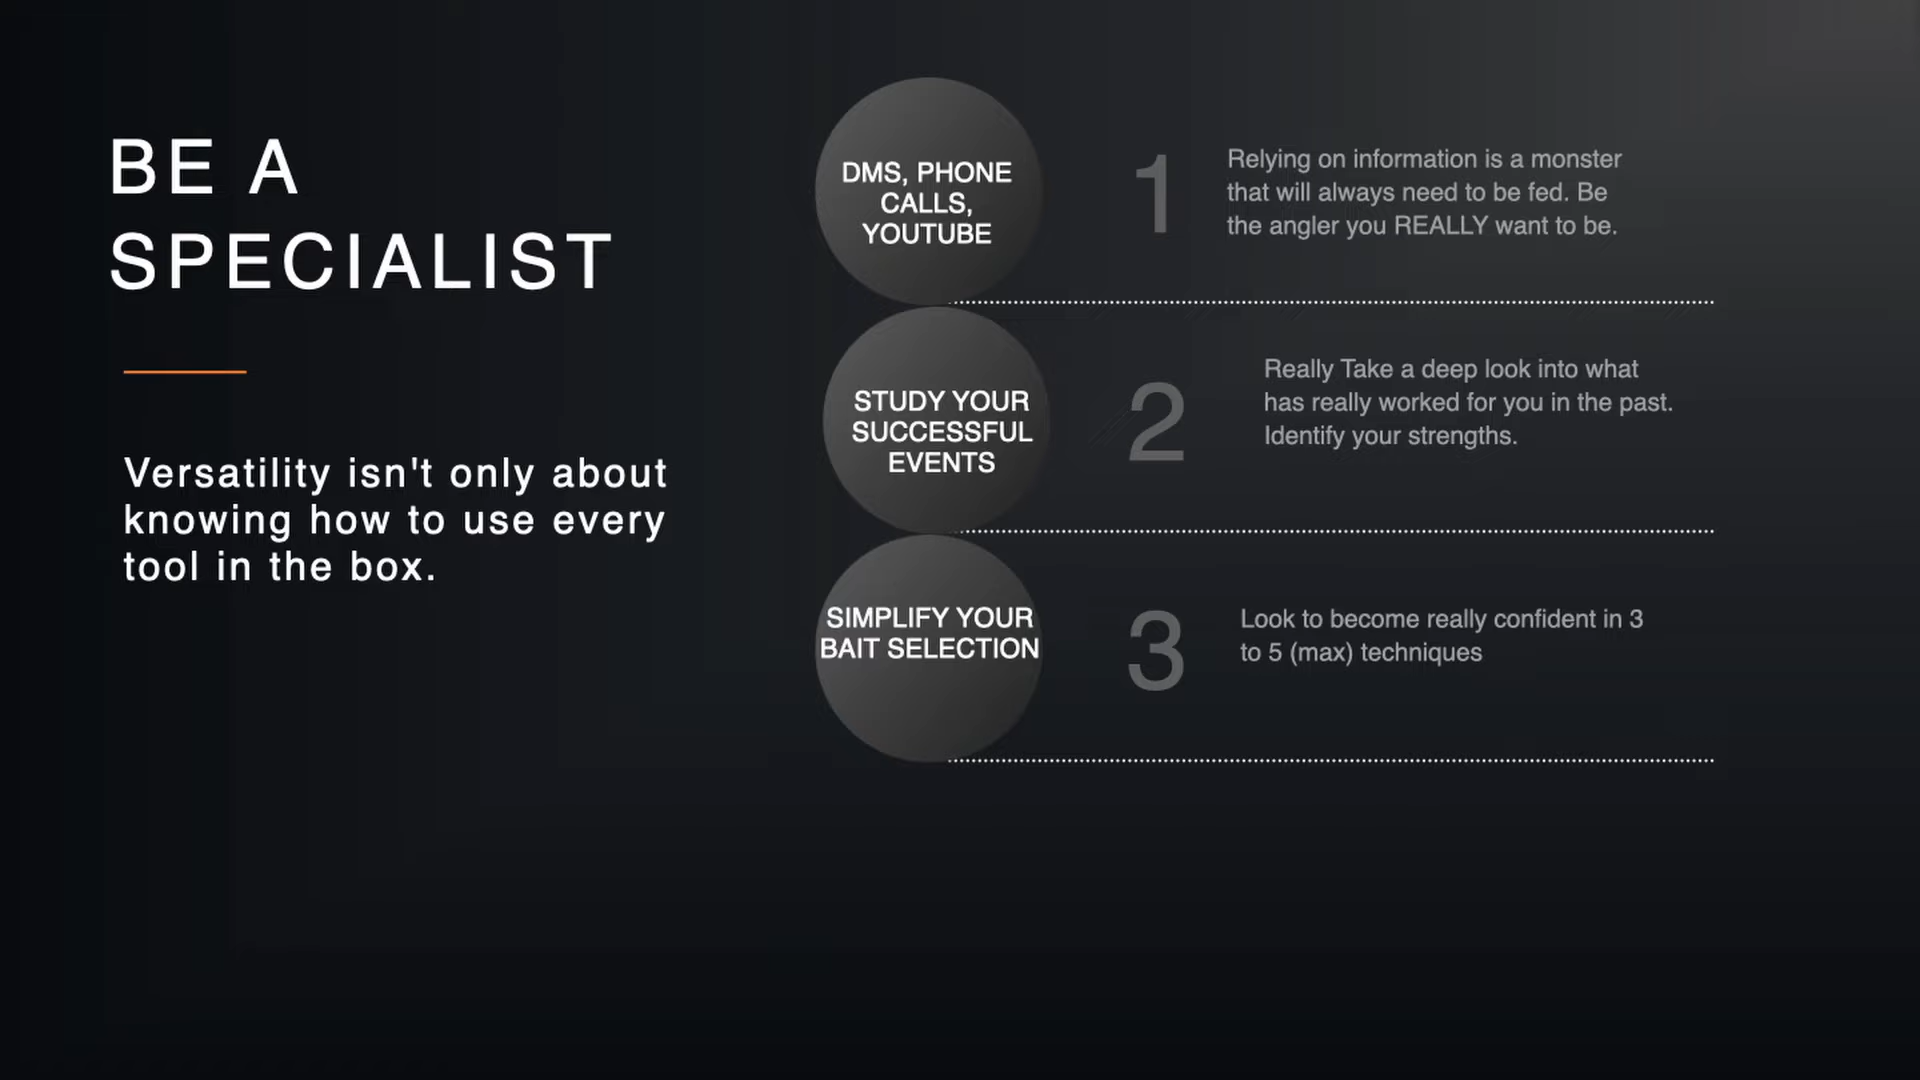 BE A
SPECIALIST
Versatility isn't only about
knowing how to use every
tool in the box.
DMS, PHONE
CALLS,
YOUTUBE
1
Relying on information is a monster
that will always need to be fed. Be
the angler you REALLY want to be.
STUDY YOUR
SUCCESSFUL
EVENTS
2
Really Take a deep look into what
has really worked for you in the past.
Identify your strengths.
SIMPLIFY YOUR
BAIT SELECTION
3
Look to become really confident in 3
to 5 (max) techniques